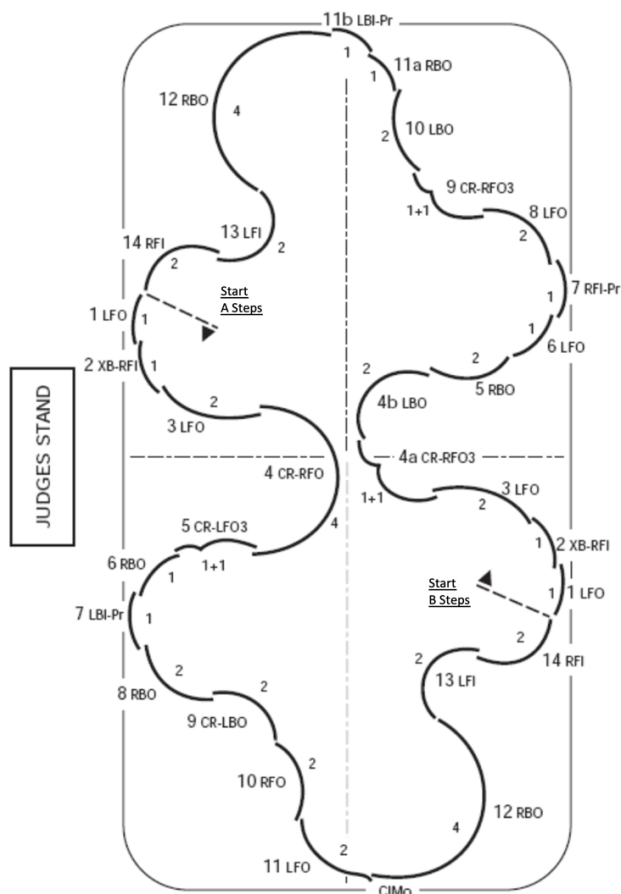 11b LBI-Pr
1
11a RBO
1
12 RBO
4
10 LBO
2
9 CR-RFO3
1+1
8 LFO
2
13 LFI
2
14 RFI
2
7 RFI-Pr
1
Start
A Steps
1 LFO
1
6 LFO
1
2 XB-RFI
1
5 RBO
2
2
4b LBO
3 LFO
2
JUDGES STAND
4 CR-RFO
4
4a CR-RFO3
1+1
3 LFO
2
5 CR-LFO3
1+1
2 XB-RFI
1
6 RBO
1
Start
B Steps
1 LFO
1
7 LBI-Pr
1
14 RFI
2
13 LFI
2
8 RBO
2
9 CR-LBO
2
10 RFO
2
12 RBO
4
11 LFO
2
ClMo